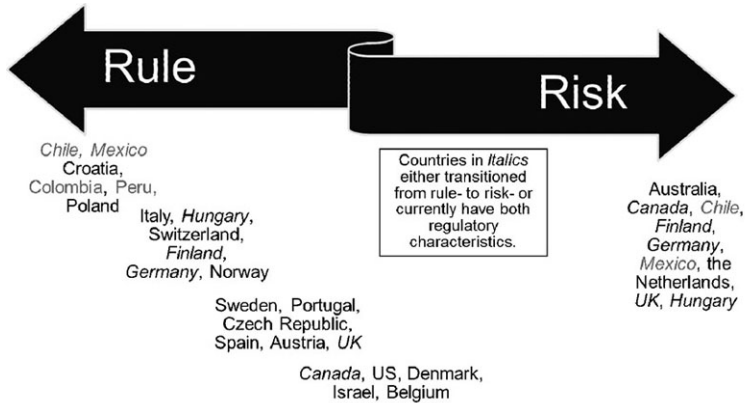 Rule
Risk
Chile, Mexico
Croatia,
Colombia, Peru,
Poland
Italy, Hungary,
Switzerland,
Finland,
Germany, Norway
Sweden, Portugal,
Czech Republic,
Spain, Austria, UK
Canada, US, Denmark,
Israel, Belgium
Countries in Italics
either transitioned
from rule- to risk- or
currently have both
regulatory
characteristics.
Australia,
Canada, Chile,
Finland,
Germany,
Mexico, the
Netherlands,
UK, Hungary